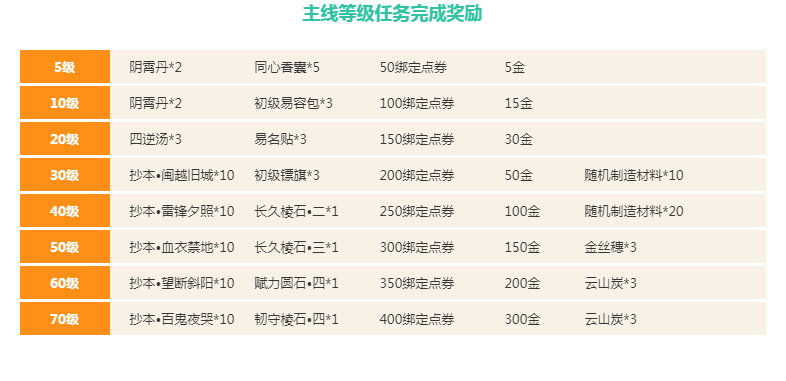 主线等级任务完成奖励
5级 阴霄丹*2 同心香囊*5 50绑定点券 5金
10级 阴霄丹*2 初级易容包*3 100绑定点券 15金
20级 四逆汤*3 易名贴*3 150绑定点券 30金
30级 抄本•闽越旧城*10 初级镖旗*3 200绑定点券 50金 随机制造材料*10
40级 抄本•雷锋夕照*10 长久棱石•二*1 250绑定点券 100金 随机制造材料*20
50级 抄本•血衣禁地*10 长久棱石•三*1 300绑定点券 150金 金丝穗*3
60级 抄本•望断斜阳*10 赋力圆石•四*1 350绑定点券 200金 云山炭*3
70级 抄本•百鬼夜哭*10 韧守棱石•四*1 400绑定点券 300金 云山炭*3